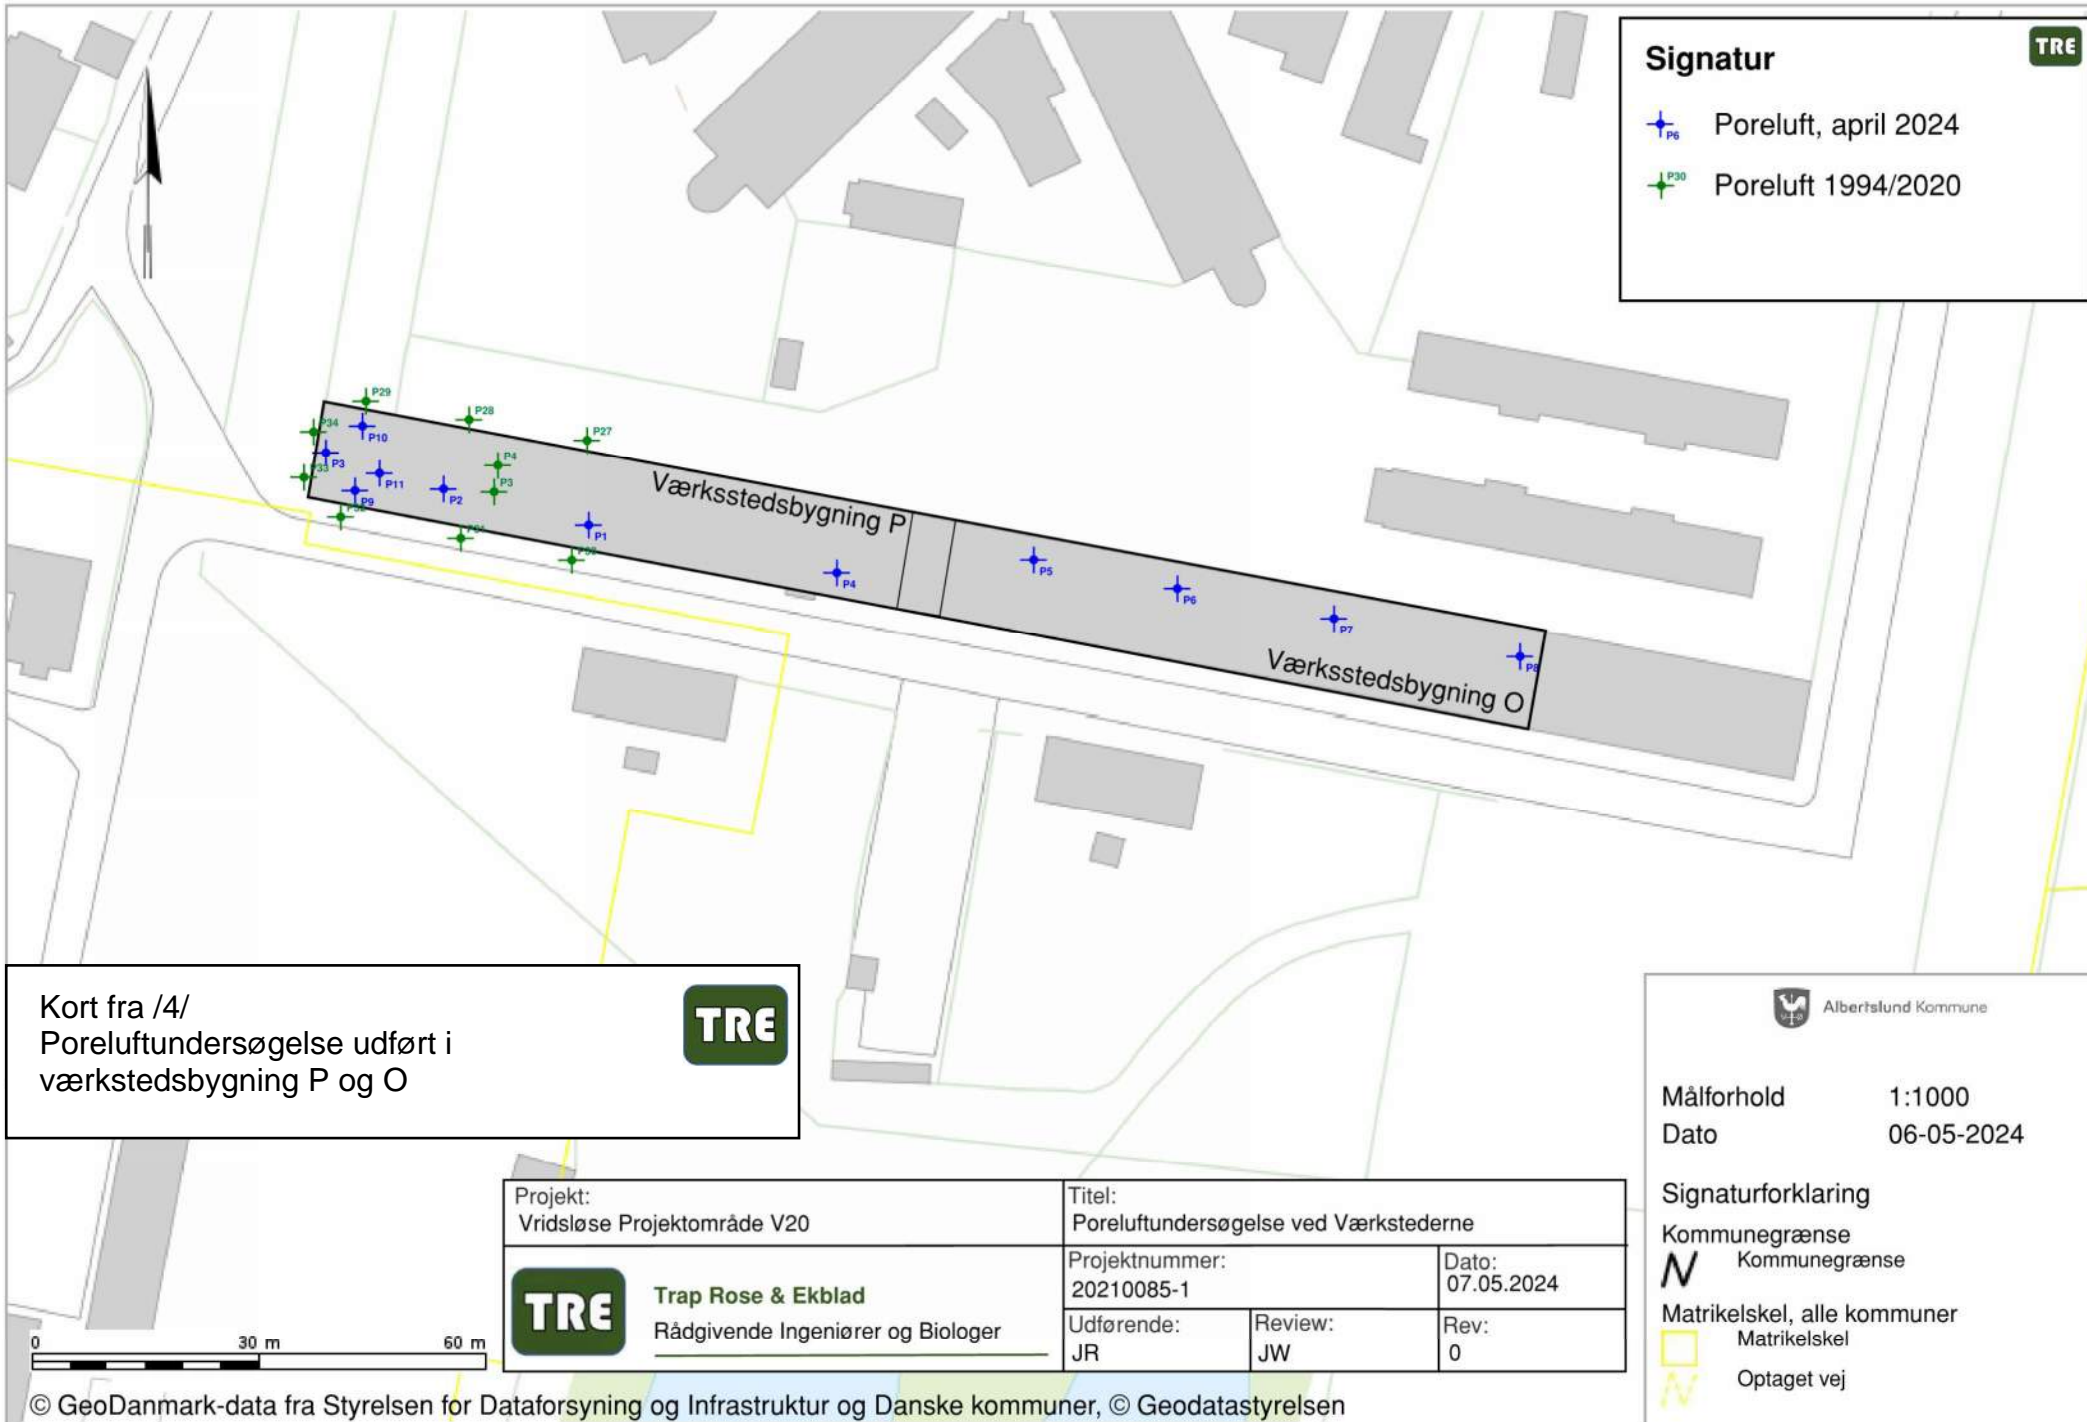 Signatur
TRE
P6
Poreluft, april 2024
P30
Poreluft 1994/2020
P29
P28
P27
P34
P10
P3
P4
P33
P11
P3
P9
P2
P1
Værksstedsbygning P
P4
P5
P6
P7
P8
Værksstedsbygning O
Kort fra /4/
Poreluftundersøgelse udført i
værkstedsbygning P og O
TRE
Albertslund Kommune
Målforhold 1:1000
Dato 06-05-2024
Signaturforklaring
Kommunegrænse
Kommunegrænse
Matrikelskel, alle kommuner
Matrikelskel
Optaget vej
Projekt:
Vridsløse Projektområde V20
Titel:
Poreluftundersøgelse ved Værkstederne
TRE
Trap Rose & Ekblad
Rådgivende Ingeniører og Biologer
Projektnummer:
20210085-1
Dato:
07.05.2024
Udførende:
JR
Review:
JW
Rev:
0
0 30 m 60 m
© GeoDanmark-data fra Styrelsen for Dataforsyning og Infrastruktur og Danske kommuner, © Geodatastyrelsen